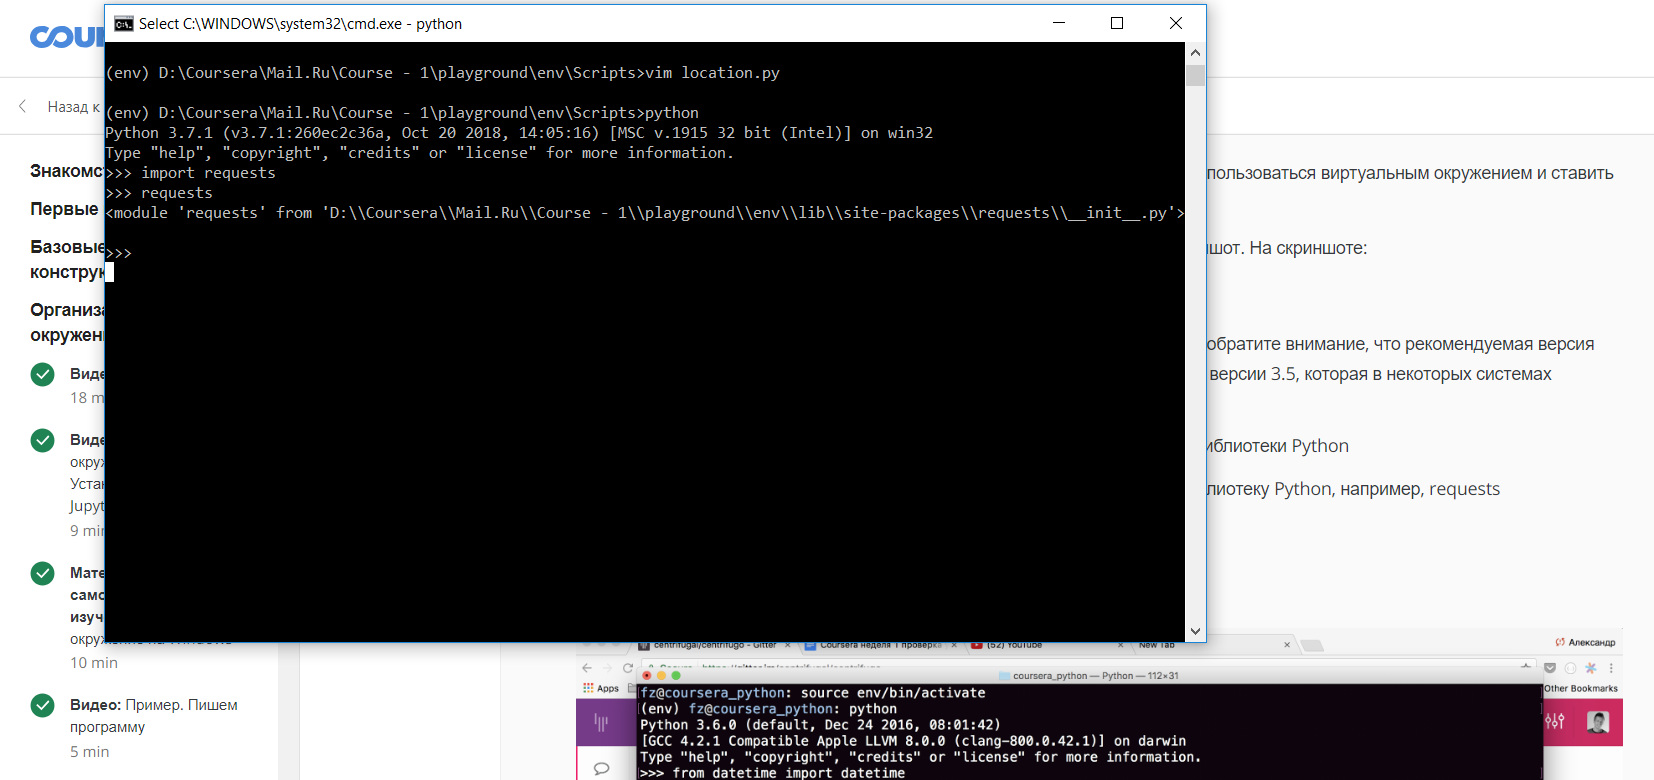 Select C:\WINDOWS\system32\cmd.exe - python
(env) D:\Coursera\Mail.Ru\Course - 1\playground\env\Scripts>vim location.py
(env) D:\Coursera\Mail.Ru\Course - 1\playground\env\Scripts>python
Python 3.7.1 (v3.7.1:260ec2c36a, Oct 20 2018, 14:05:16) [MSC v.1915 32 bit (Intel)] on win32
Type "help", "copyright", "credits" or "license" for more information.
>>> import requests
>>> requests
<module 'requests' from 'D:\\Coursera\\Mail.Ru\\Course - 1\\playground\\env\\lib\\site-packages\\requests\\__init__.py'>
>>>
Назад к
Знакомс
Первые
Базовые
конструк
Организа
окружен
Виде
18 m
Виде
окруж
Уста
Jupyt
9 min
Мате
само
изуч
10 min
Видео: Пример. Пишем
программу
5 min
пользоваться виртуальным окружением и ставить
шот. На скриншоте:
обратите внимание, что рекомендуемая версия
версии 3.5, которая в некоторых системах
иблиотеки Python
лиотеку Python, например, requests
centrifugal/centrifugo - Gitter
Coursera неделя 1 проверка
(52) YouTube
New Tab
Александр
Apps
Other Bookmarks
coursera_python — Python — 112×31
fz@coursera_python: source env/bin/activate
(env) fz@coursera_python: python
Python 3.6.0 (default, Dec 24 2016, 08:01:42)
[GCC 4.2.1 Compatible Apple LLVM 8.0.0 (clang-800.0.42.1)] on darwin
Type "help", "copyright", "credits" or "license" for more information.
>>> from datetime import datetime